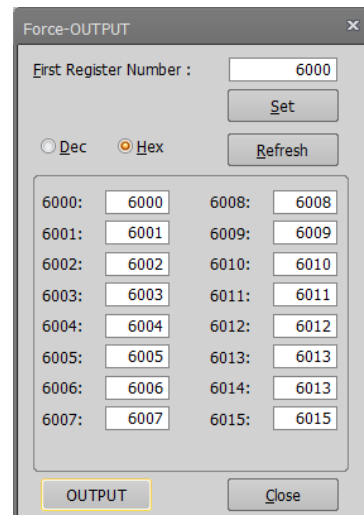 Force-OUTPUT ×
First Register Number : 6000
Set
Dec Hex Refresh
6000: 6000 6008: 6008
6001: 6001 6009: 6009
6002: 6002 6010: 6010
6003: 6003 6011: 6011
6004: 6004 6012: 6012
6005: 6005 6013: 6013
6006: 6006 6014: 6013
6007: 6007 6015: 6015
OUTPUT Close